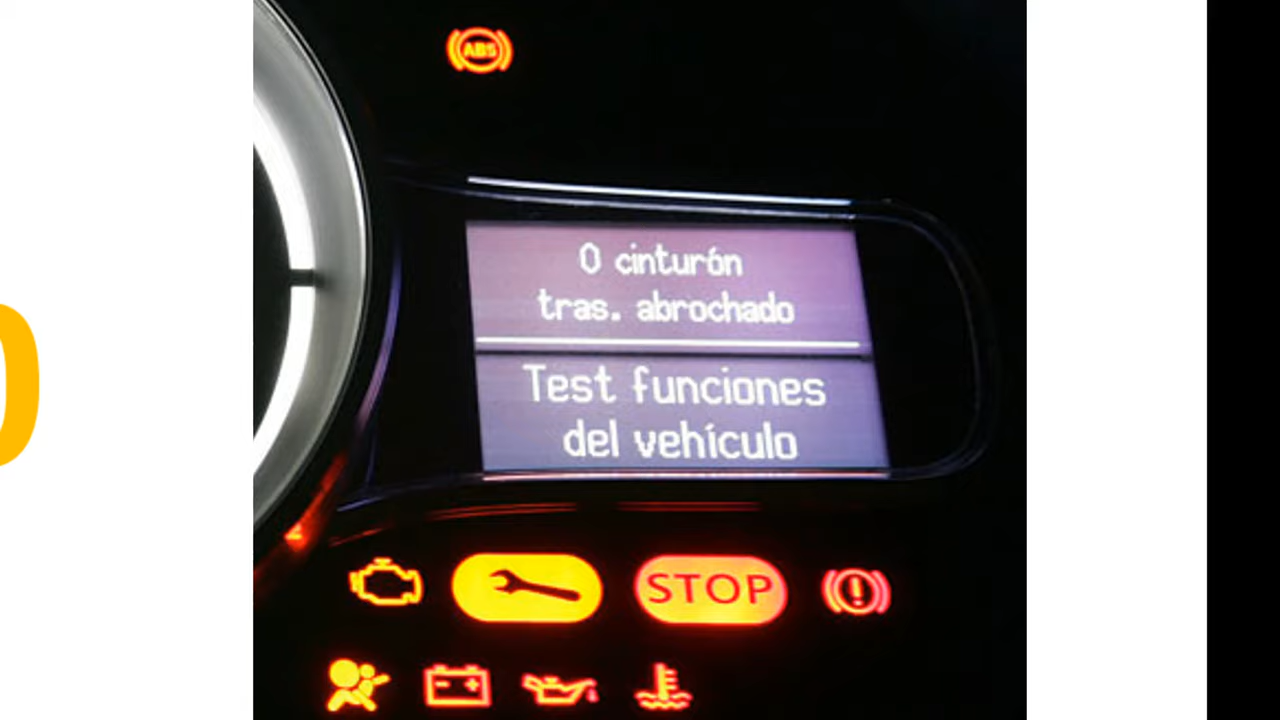 ABS
0 cinturón
tras. abrochado
Test funciones
del vehículo
STOP